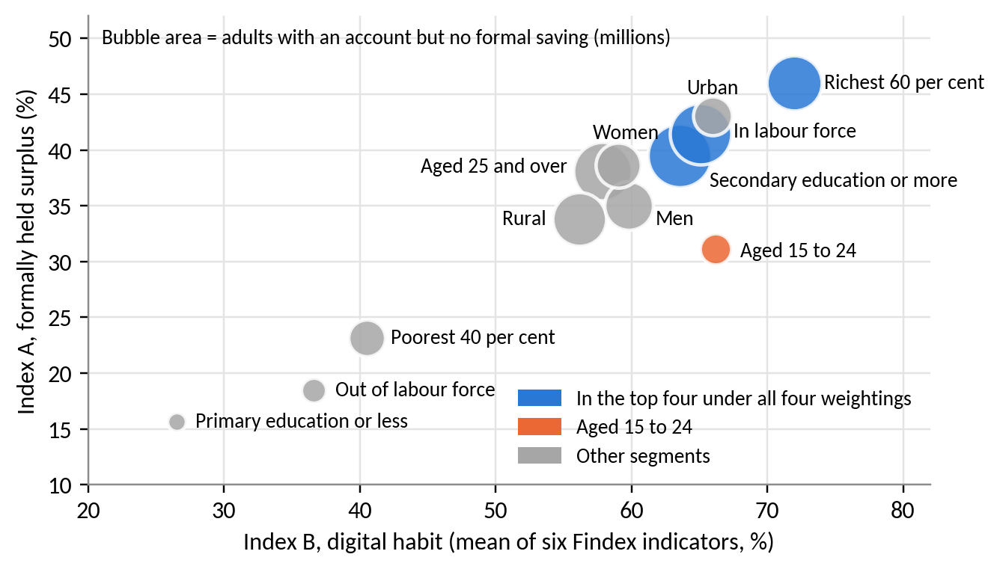 50
Bubble area = adults with an account but no formal saving (millions)
45
Richest 60 per cent
Urban
Women
In labour force
40
Aged 25 and over
Secondary education or more
35
Rural
Men
30
Aged 15 to 24
25
Poorest 40 per cent
20
Out of labour force
In the top four under all four weightings
15
Primary education or less
Aged 15 to 24
Other segments
10
20 30 40 50 60 70 80
Index B, digital habit (mean of six Findex indicators, %)
Index A, formally held surplus (%)